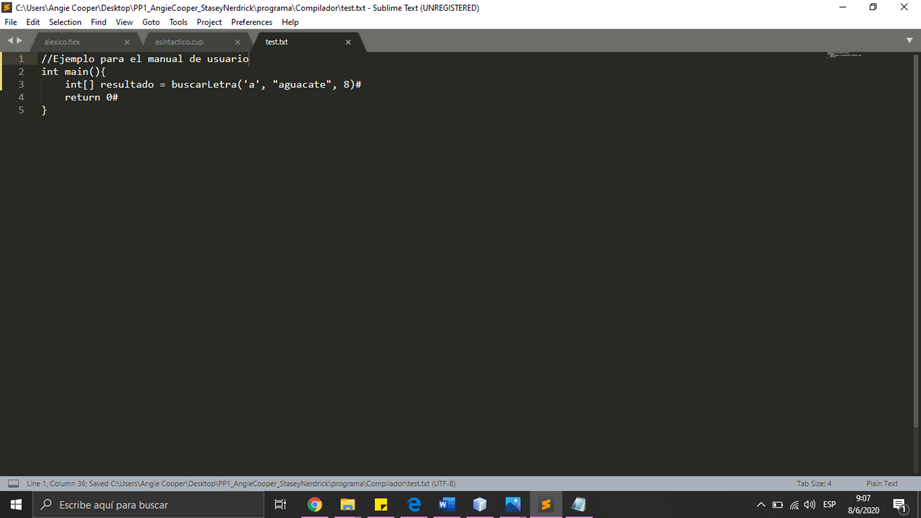 C:\Users\Angie Cooper\Desktop\PP1_AngieCooper_StaseyNerdrick\programa\Compilador\test.txt - Sublime Text (UNREGISTERED)
File Edit Selection Find View Goto Tools Project Preferences Help
alexico.flex asintactico.cup test.txt
1 //Ejemplo para el manual de usuario
2 int main(){
3 int[] resultado = buscarLetra('a', "aguacate", 8)#
4 return 0#
5 }
Line 1, Column 36; Saved C:\Users\Angie Cooper\Desktop\PP1_AngieCooper_StaseyNerdrick\programa\Compilador\test.txt (UTF-8) Tab Size: 4 Plain Text
Escribe aquí para buscar ESP 9:07
8/6/2020 1